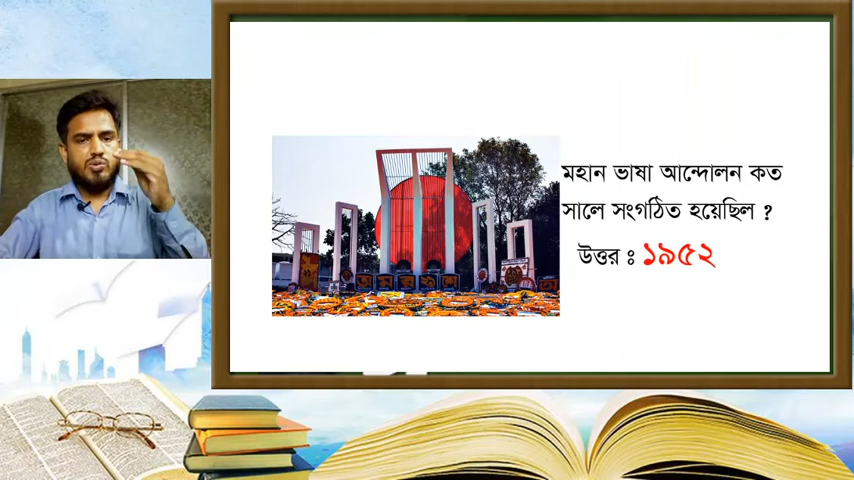 মহান ভাষা আন্দোলন কত
সালে সংগঠিত হয়েছিল ?
উত্তর ঃ ১৯৫২